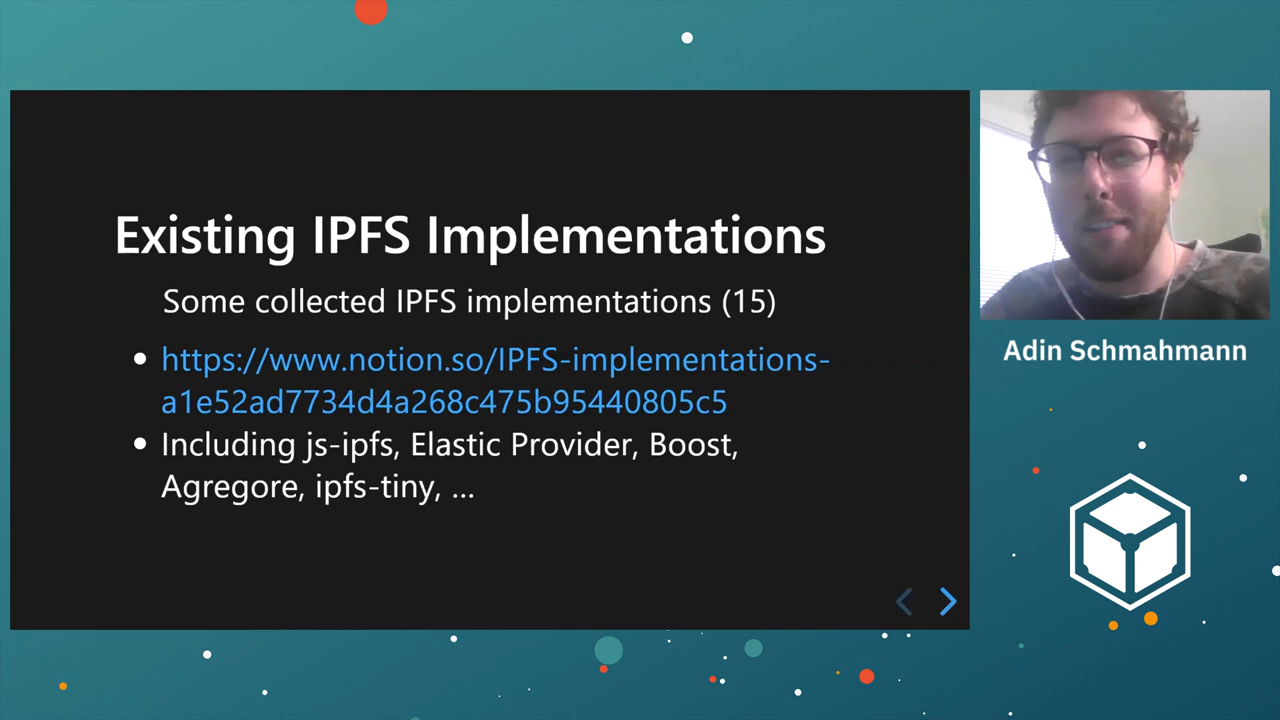 Existing IPFS Implementations
Some collected IPFS implementations (15)
https://www.notion.so/IPFS-implementations-
a1e52ad7734d4a268c475b95440805c5
Including js-ipfs, Elastic Provider, Boost,
Agregore, ipfs-tiny, ...
Adin Schmahmann